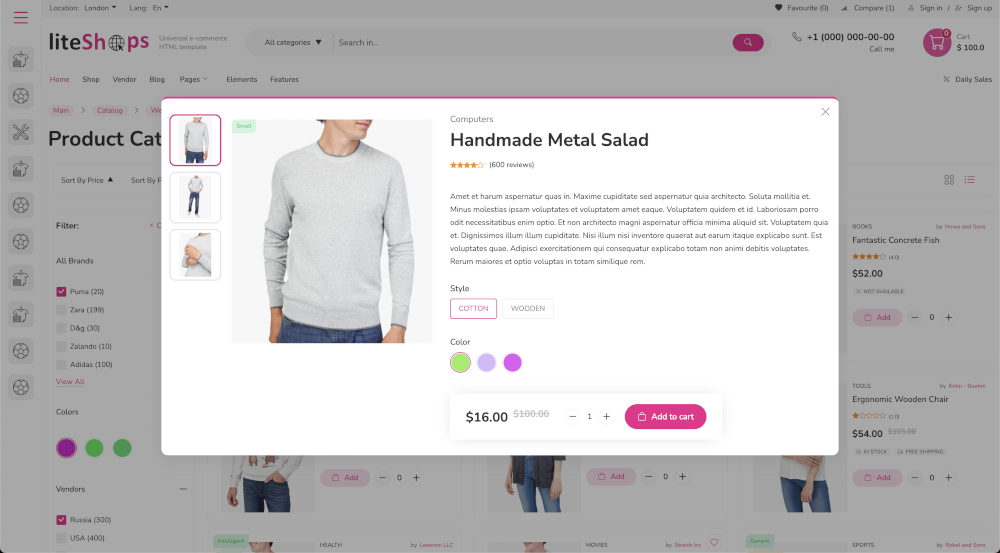 Location: London Lang: En Favourite (0) Compare (1) Sign in / Sign up
liteShops
Universal e-commerce
HTML template
All categories Search in...
+1 (000) 000-00-00
Call me
0
Cart
$ 100.0
Home Shop Vendor Blog Pages Elements Features Daily Sales
Main Catalog
Product Cat
Sort By Price
Filter:
All Brands
Puma (20)
Zara (199)
D&g (30)
Zalando (10)
Adidas (100)
View All
Colors
Vendors
Russia (300)
USA (400)
Small
Computers
Handmade Metal Salad
(600 reviews)
Amet et harum aspernatur quas in. Maxime cupiditate sed aspernatur quia architecto. Soluta mollitia et.
Minus molestias ipsam voluptates et voluptatem amet eaque. Voluptatem quidem et id. Laboriosam porro
odit necessitatibus enim optio. Et non architecto magni aspernatur officia minima aliquid sit. Voluptatem quia
et. Dignissimos illum illum cupiditate. Nisi illum nisi inventore quaerat aut earum itaque explicabo sunt. Est
voluptates quae. Adipisci exercitationem qui consequatur explicabo totam non animi debitis voluptates.
Rerum maiores et optio voluptas in totam similique rem.
Style
COTTON WOODEN
Color
$16.00 $100.00 1 Add to cart
BOOKS by Howe and Sons
Fantastic Concrete Fish
(4.0)
$52.00
NOT AVAILABLE
Add 0
TOOLS by Kirlin - Boehm
Ergonomic Wooden Chair
(1.0)
$54.00 $105.00
IN STOCK FREE SHIPPING
Add 0
Add 0
Add 0
Intelligent
HEALTH by Leannon LLC
MOVIES by Streich Inc
Generic
SPORTS by Robel and Sons